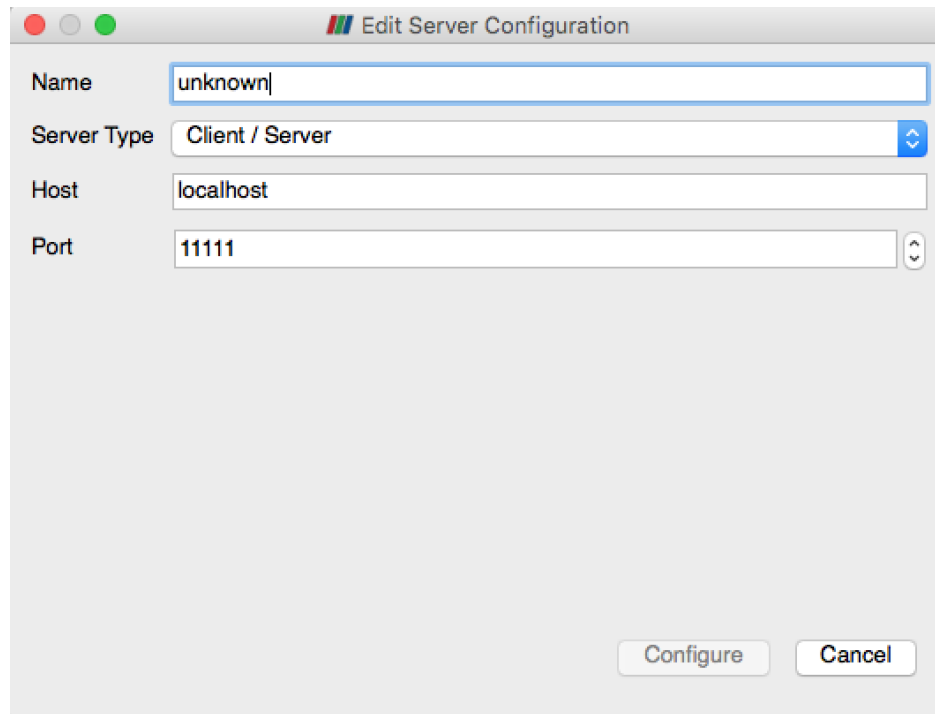 Edit Server Configuration
Name unknown
Server Type Client / Server
Host localhost
Port 11111
Configure Cancel